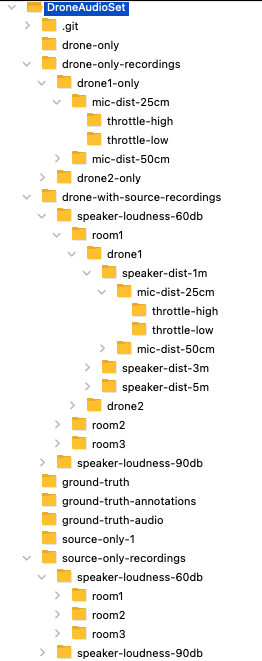 DroneAudioSet
.git
drone-only
drone-only-recordings
drone1-only
mic-dist-25cm
throttle-high
throttle-low
mic-dist-50cm
drone2-only
drone-with-source-recordings
speaker-loudness-60db
room1
drone1
speaker-dist-1m
mic-dist-25cm
throttle-high
throttle-low
mic-dist-50cm
speaker-dist-3m
speaker-dist-5m
drone2
room2
room3
speaker-loudness-90db
ground-truth
ground-truth-annotations
ground-truth-audio
source-only-1
source-only-recordings
speaker-loudness-60db
room1
room2
room3
speaker-loudness-90db